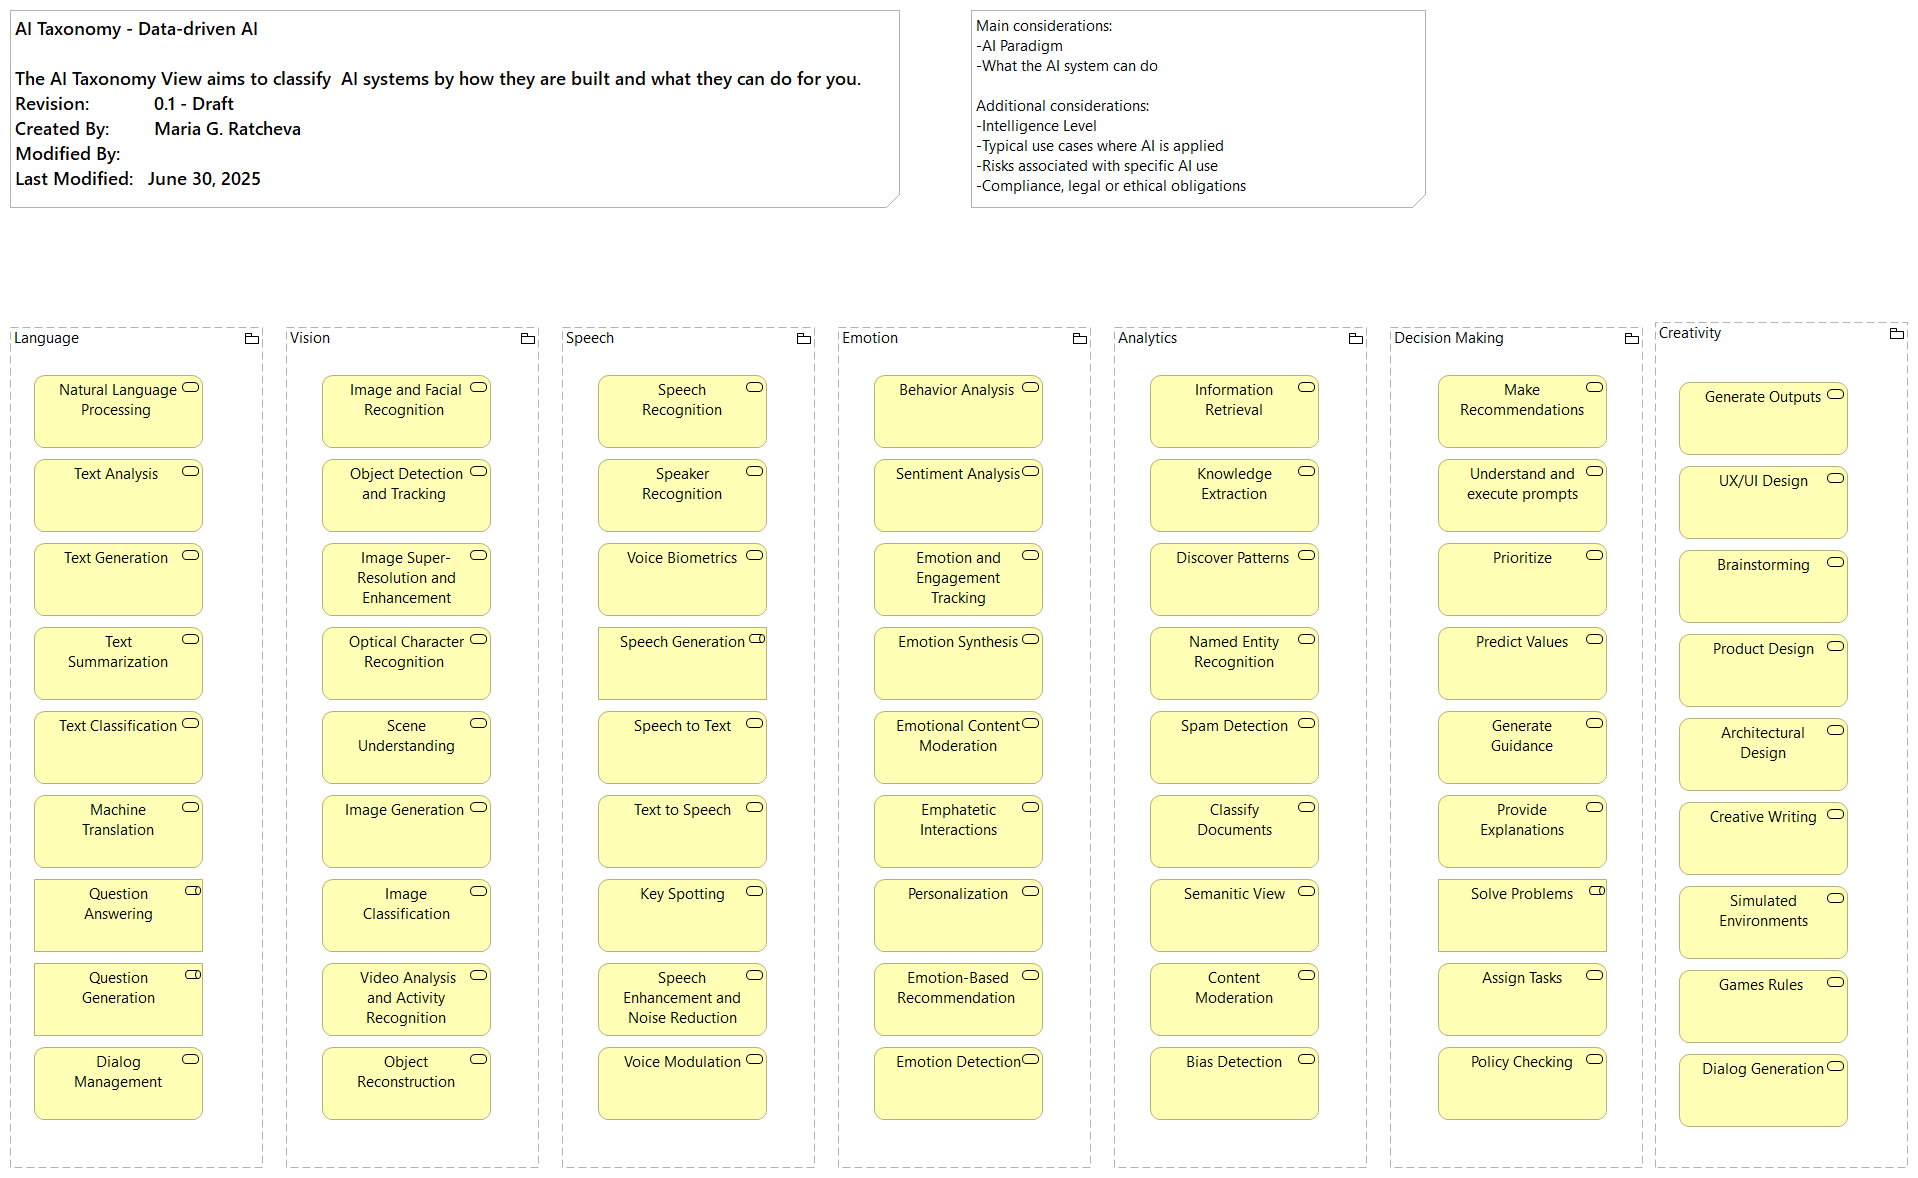 AI Taxonomy - Data-driven AI
The AI Taxonomy View aims to classify  AI systems by how they are built and what they can do for you.
Revision: 0.1 - Draft
Created By: Maria G. Ratcheva
Modified By:
Last Modified: June 30, 2025
Main considerations:
-AI Paradigm
-What the AI system can do
Additional considerations:
-Intelligence Level
-Typical use cases where AI is applied
-Risks associated with specific AI use
-Compliance, legal or ethical obligations
Language
Natural Language
Processing
Text Analysis
Text Generation
Text
Summarization
Text Classification
Machine
Translation
Question
Answering
Question
Generation
Dialog
Management
Vision
Image and Facial
Recognition
Object Detection
and Tracking
Image Super-
Resolution and
Enhancement
Optical Character
Recognition
Scene
Understanding
Image Generation
Image
Classification
Video Analysis
and Activity
Recognition
Object
Reconstruction
Speech
Speech
Recognition
Speaker
Recognition
Voice Biometrics
Speech Generation
Speech to Text
Text to Speech
Key Spotting
Speech
Enhancement and
Noise Reduction
Voice Modulation
Emotion
Behavior Analysis
Sentiment Analysis
Emotion and
Engagement
Tracking
Emotion Synthesis
Emotional Content
Moderation
Emphatetic
Interactions
Personalization
Emotion-Based
Recommendation
Emotion Detection
Analytics
Information
Retrieval
Knowledge
Extraction
Discover Patterns
Named Entity
Recognition
Spam Detection
Classify
Documents
Semanitic View
Content
Moderation
Bias Detection
Decision Making
Make
Recommendations
Understand and
execute prompts
Prioritize
Predict Values
Generate
Guidance
Provide
Explanations
Solve Problems
Assign Tasks
Policy Checking
Creativity
Generate Outputs
UX/UI Design
Brainstorming
Product Design
Architectural
Design
Creative Writing
Simulated
Environments
Games Rules
Dialog Generation